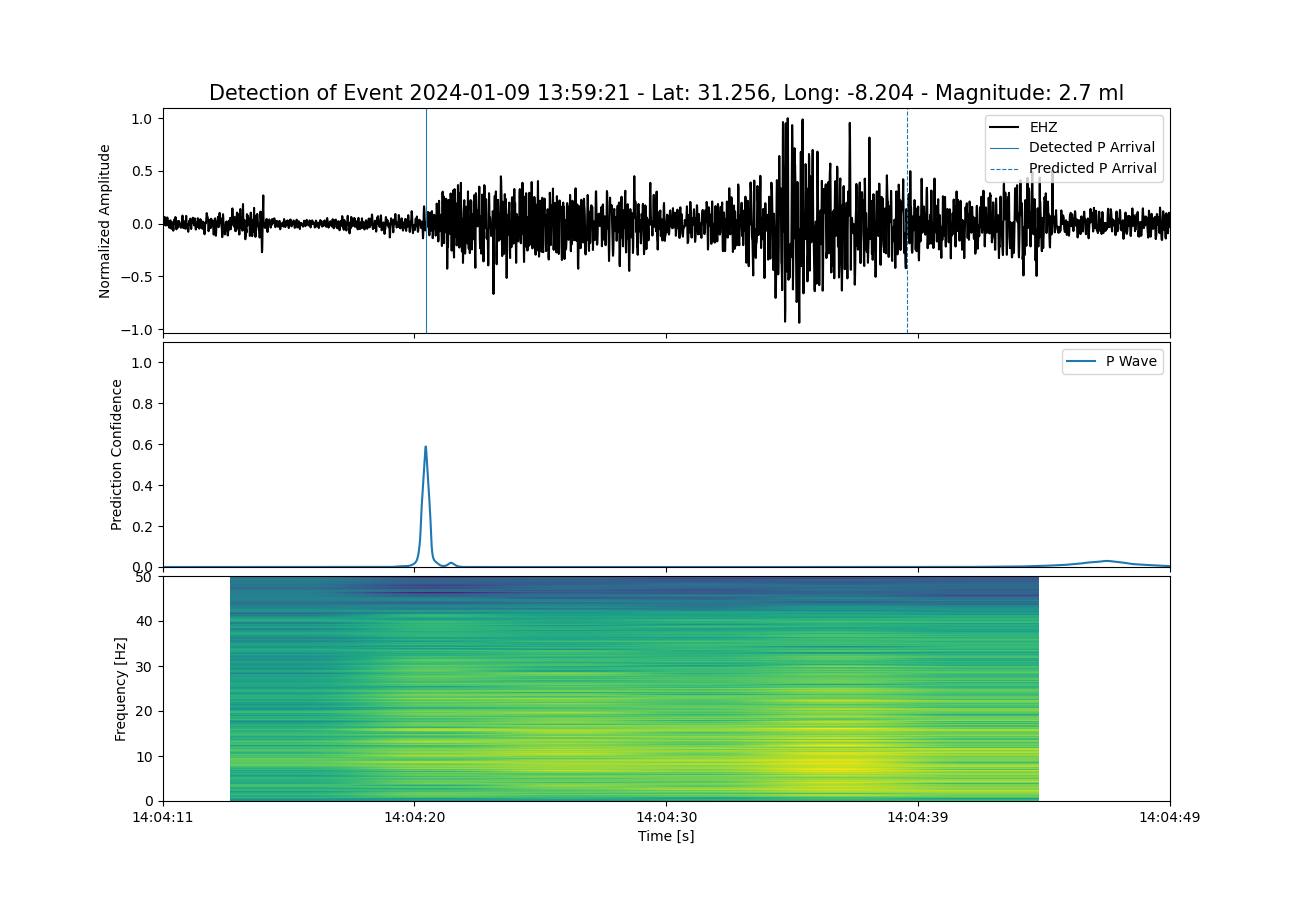 Detection of Event 2024-01-09 13:59:21 - Lat: 31.256, Long: -8.204 - Magnitude: 2.7 ml
Normalized Amplitude
1.0
0.5
0.0
−0.5
−1.0
EHZ
Detected P Arrival
Predicted P Arrival
Prediction Confidence
1.0
0.8
0.6
0.4
0.2
0.0
P Wave
Frequency [Hz]
50
40
30
20
10
0
14:04:11 14:04:20 14:04:30 14:04:39 14:04:49
Time [s]